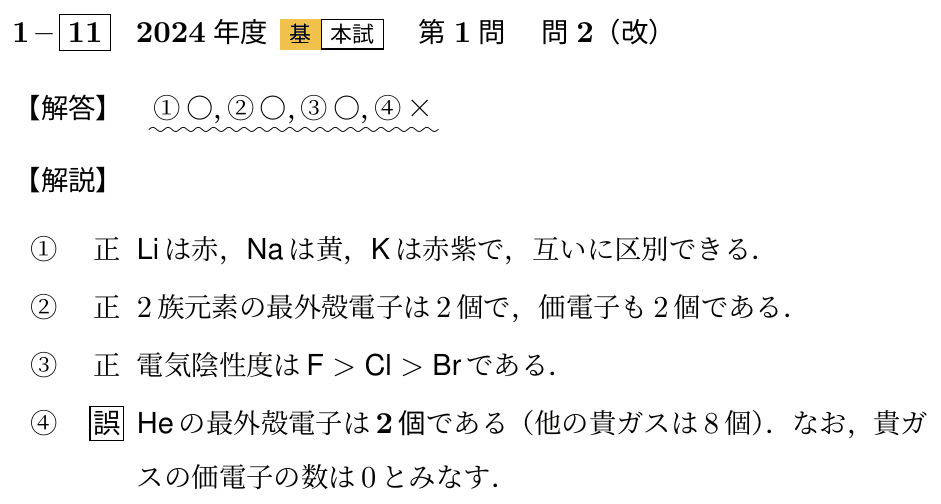 1-11 2024年度 基 本試 第1問 問2（改）
【解答】 ①○,②○,③○,④×
【解説】
① 正 Liは赤，Naは黄，Kは赤紫で，互いに区別できる．
② 正 2族元素の最外殻電子は2個で，価電子も2個である．
③ 正 電気陰性度はF > Cl > Brである．
④ 誤 Heの最外殻電子は2個である（他の貴ガスは8個）．なお，貴ガ
スの価電子の数は0とみなす．